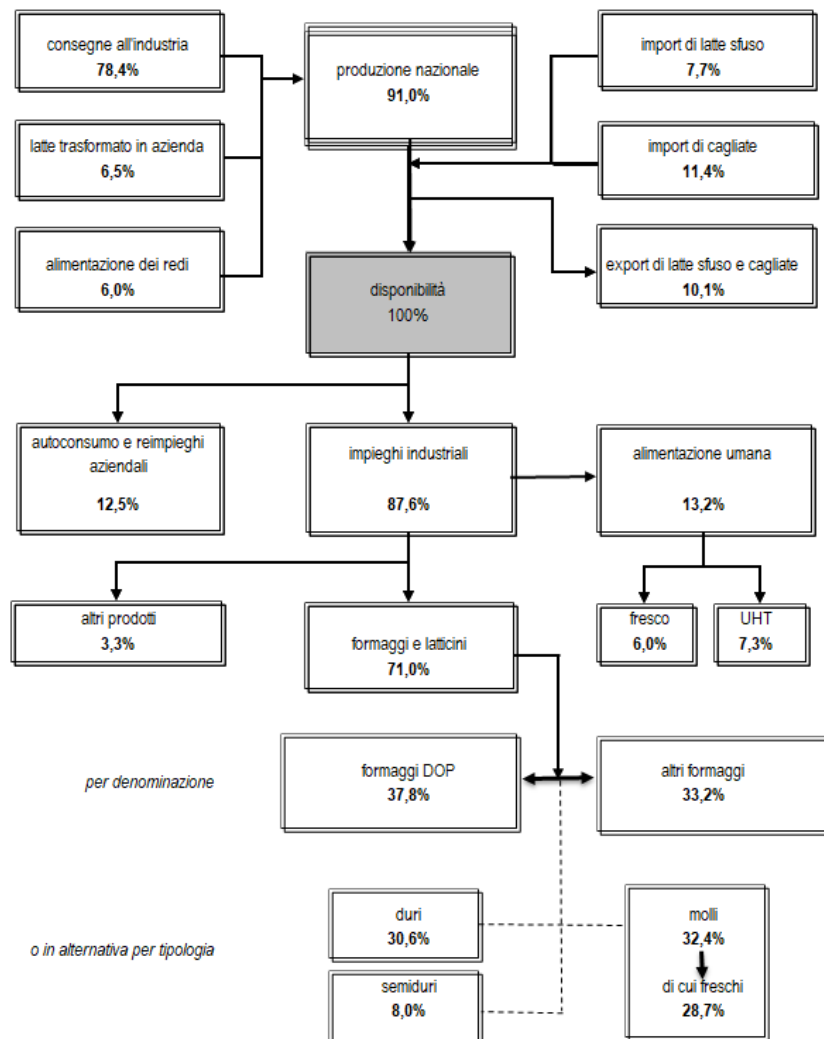 consegne all'industria
78,4%
produzione nazionale
91,0%
import di latte sfuso
7,7%
latte trasformato in azienda
6,5%
import di cagliate
11,4%
alimentazione dei redi
6,0%
disponibilità
100%
export di latte sfuso e cagliate
10,1%
autoconsumo e reimpieghi
aziendali
12,5%
impieghi industriali
87,6%
alimentazione umana
13,2%
altri prodotti
3,3%
formaggi e latticini
71,0%
fresco
6,0%
UHT
7,3%
per denominazione
formaggi DOP
37,8%
altri formaggi
33,2%
o in alternativa per tipologia
duri
30,6%
molli
32,4%
semiduri
8,0%
di cui freschi
28,7%